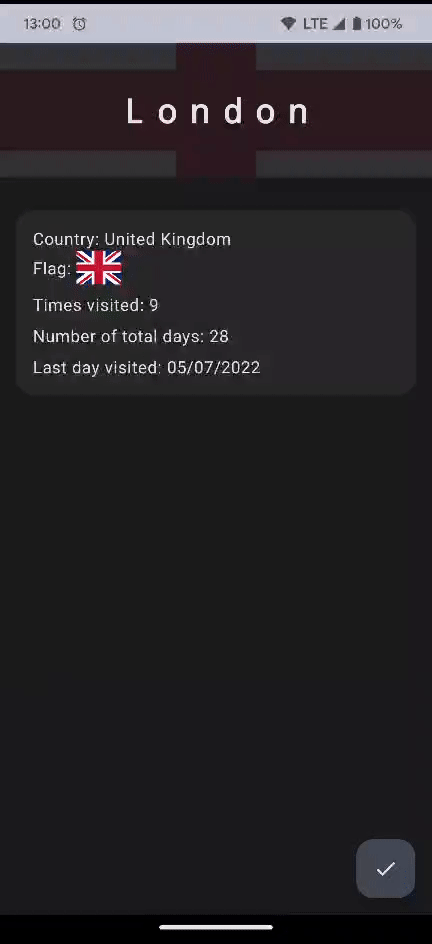 13:00 LTE 100%
London
Country: United Kingdom
Flag:
Times visited: 9
Number of total days: 28
Last day visited: 05/07/2022